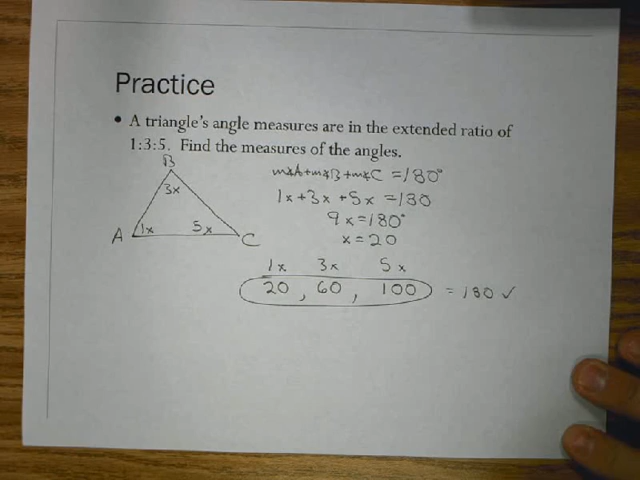 Practice
• A triangle's angle measures are in the extended ratio of
1:3:5. Find the measures of the angles.
B
3x
A 1x 5x C
m∡A+m∡B+m∡C =180°
1x+3x+5x =180
9x=180°
x=20
1x 3x 5x
20, 60, 100 = 180 ✓